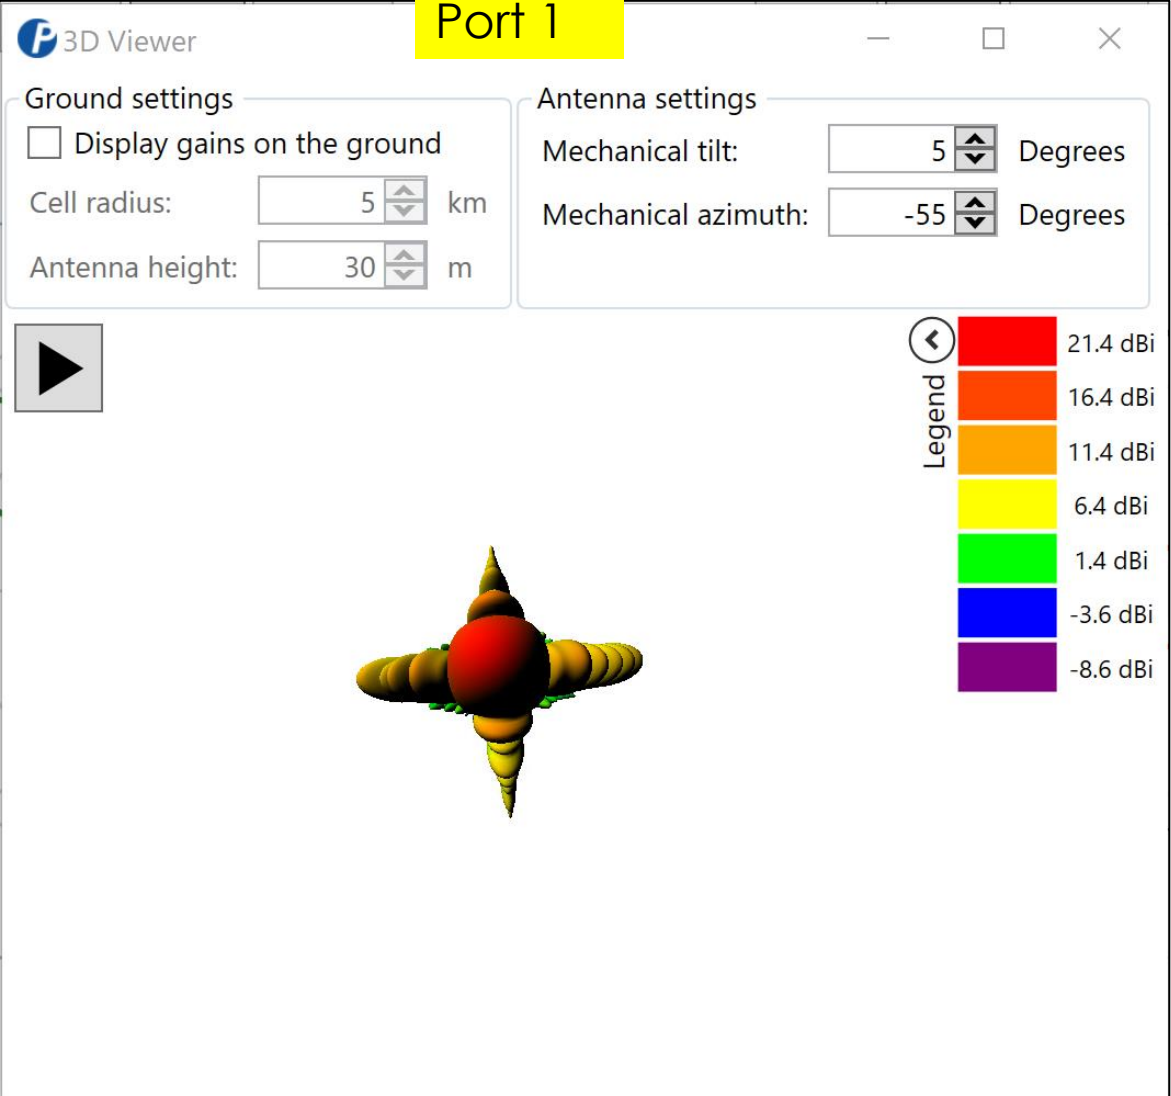 Port 1
P 3D Viewer
Ground settings
Display gains on the ground
Cell radius: 5 km
Antenna height: 30 m
Antenna settings
Mechanical tilt: 5 Degrees
Mechanical azimuth: -55 Degrees
Legend
21.4 dBi
16.4 dBi
11.4 dBi
6.4 dBi
1.4 dBi
-3.6 dBi
-8.6 dBi